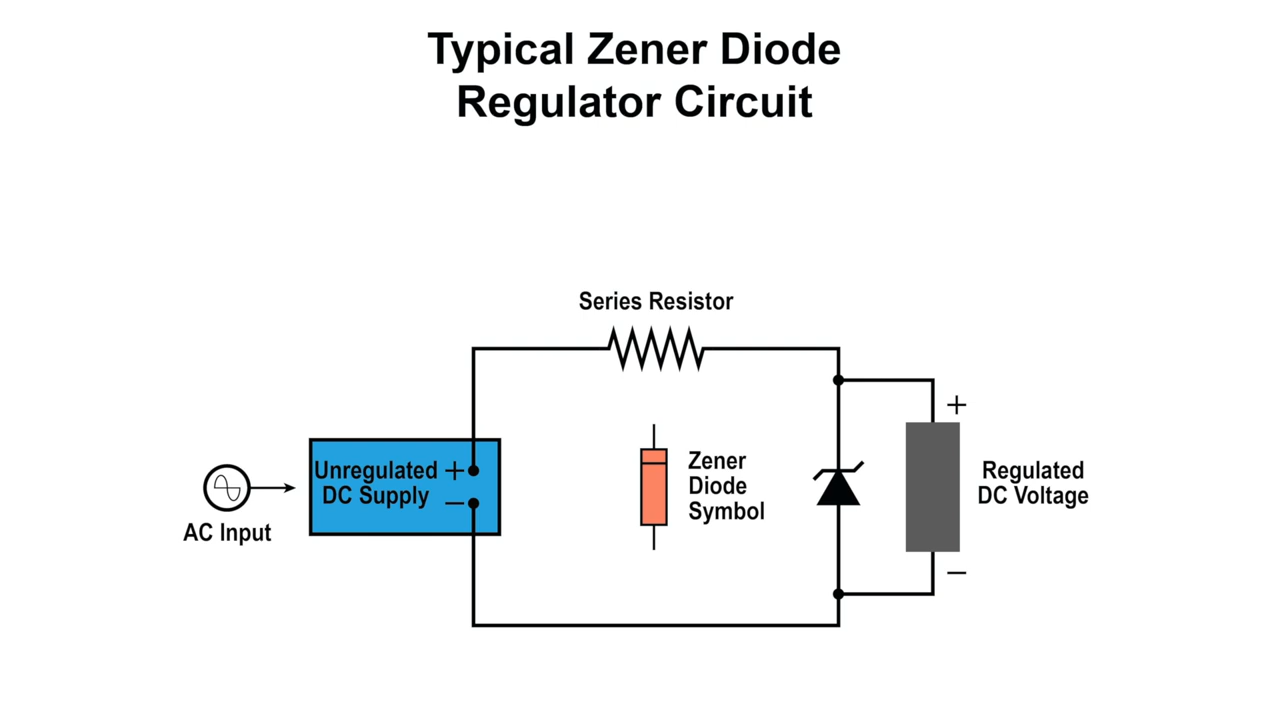 Typical Zener Diode
Regulator Circuit
Series Resistor
+
Unregulated +
DC Supply −
AC Input
Zener
Diode
Symbol
Regulated
DC Voltage
−